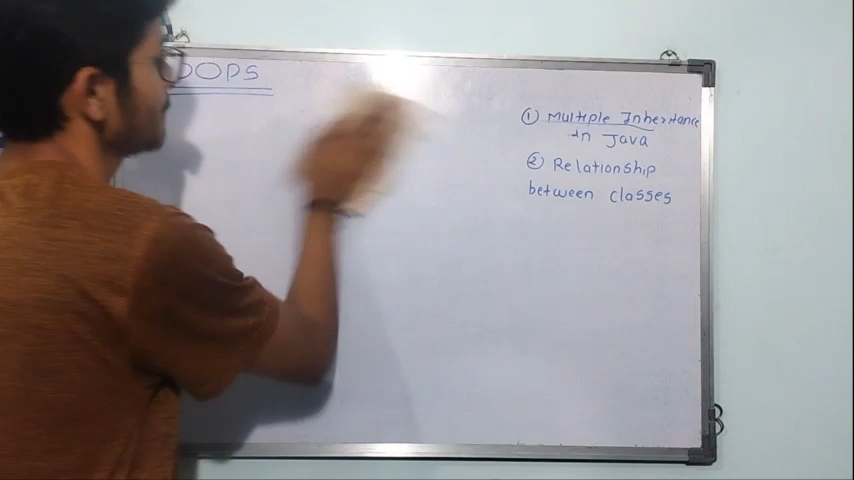 OOPS
① Multiple Inheritance
in Java
② Relationship
between classes